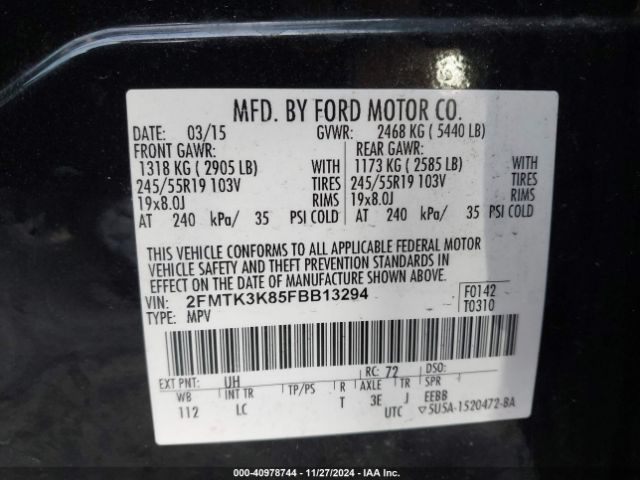 MFD. BY FORD MOTOR CO.
DATE: 03/15 GVWR: 2468 KG ( 5440 LB)
FRONT GAWR: REAR GAWR:
1318 KG ( 2905 LB) WITH 1173 KG ( 2585 LB) WITH
245/55R19 103V TIRES 245/55R19 103V TIRES
19x8.0J RIMS 19x8.0J RIMS
AT 240 kPa/ 35 PSI COLD AT 240 kPa/ 35 PSI COLD
THIS VEHICLE CONFORMS TO ALL APPLICABLE FEDERAL MOTOR
VEHICLE SAFETY AND THEFT PREVENTION STANDARDS IN
EFFECT ON THE DATE OF MANUFACTURE SHOWN ABOVE.
VIN: 2FMTK3K85FBB13294 F0142
TYPE: MPV T0310
EXT PNT: UH RC: 72 DSO:
WB INT TR TP/PS R AXLE TR SPR
112 LC T 3E J EEBB
UTC ▽5U5A-1520472-BA
000-40978744 - 11/27/2024 - IAA Inc.